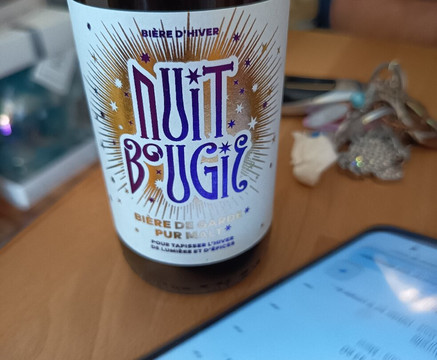 BIÈRE D'HIVER
NUIT
BOUGIE
BIÈRE DE GARDE
PUR MALT
POUR TAPISSER L'HIVER
DE LUMIÈRE ET D'ÉPICES